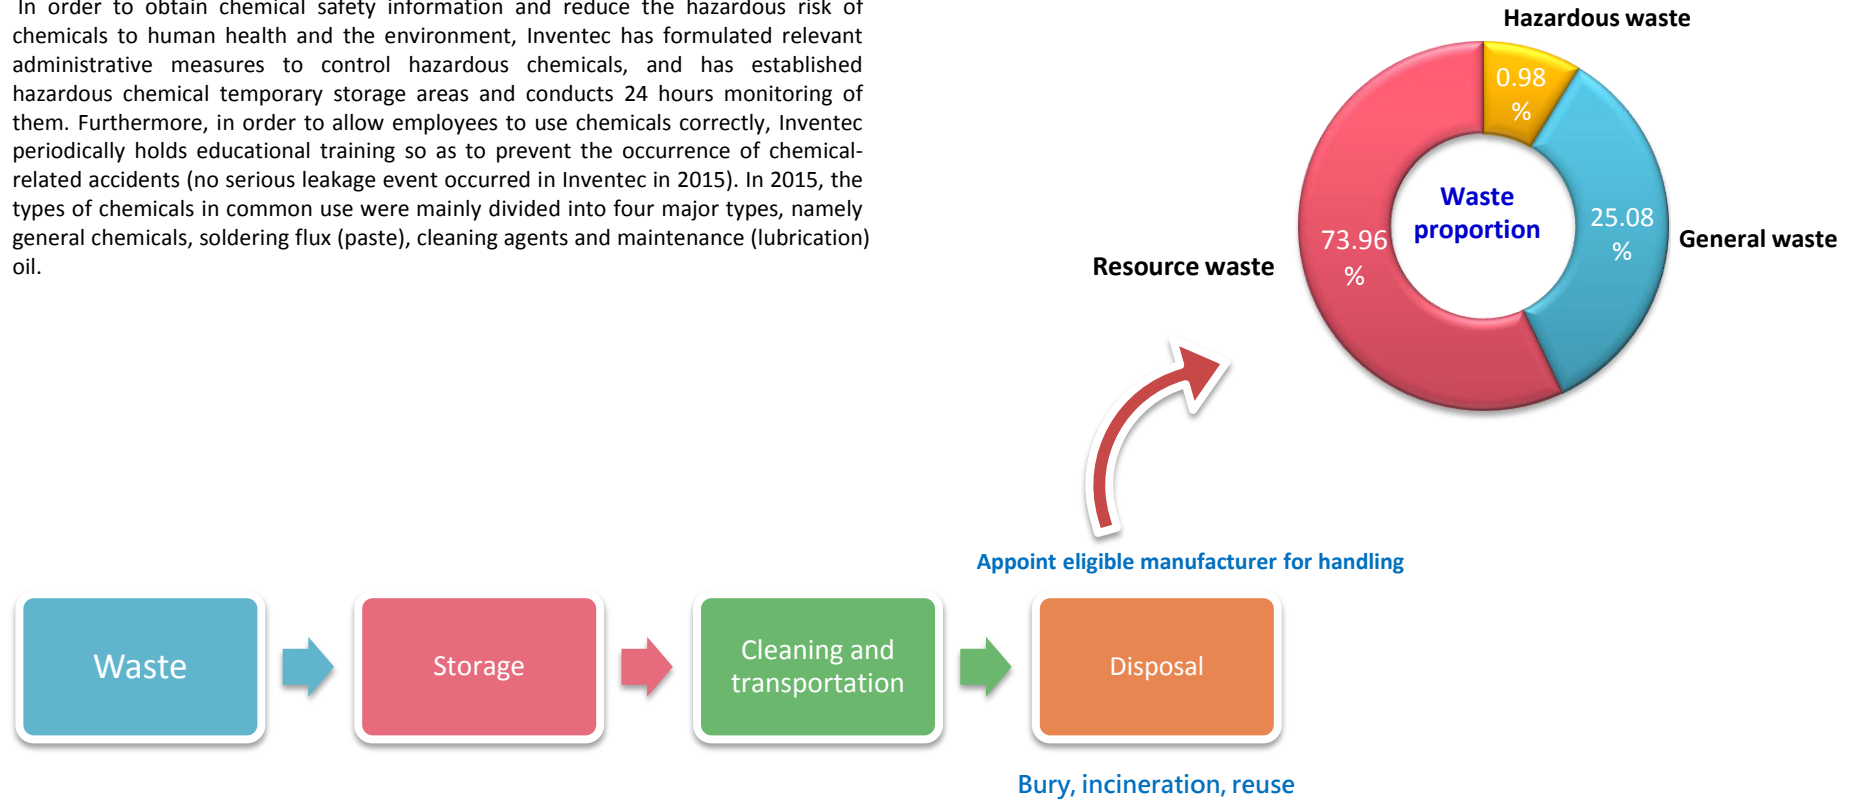 In order to obtain chemical safety information and reduce the hazardous risk of
chemicals to human health and the environment, Inventec has formulated relevant
administrative measures to control hazardous chemicals, and has established
hazardous chemical temporary storage areas and conducts 24 hours monitoring of
them. Furthermore, in order to allow employees to use chemicals correctly, Inventec
periodically holds educational training so as to prevent the occurrence of chemical-
related accidents (no serious leakage event occurred in Inventec in 2015). In 2015, the
types of chemicals in common use were mainly divided into four major types, namely
general chemicals, soldering flux (paste), cleaning agents and maintenance (lubrication)
oil.
Hazardous waste
0.98
%
Waste
proportion
25.08
%
General waste
73.96
%
Resource waste
Appoint eligible manufacturer for handling
Waste
Storage
Cleaning and
transportation
Disposal
Bury, incineration, reuse